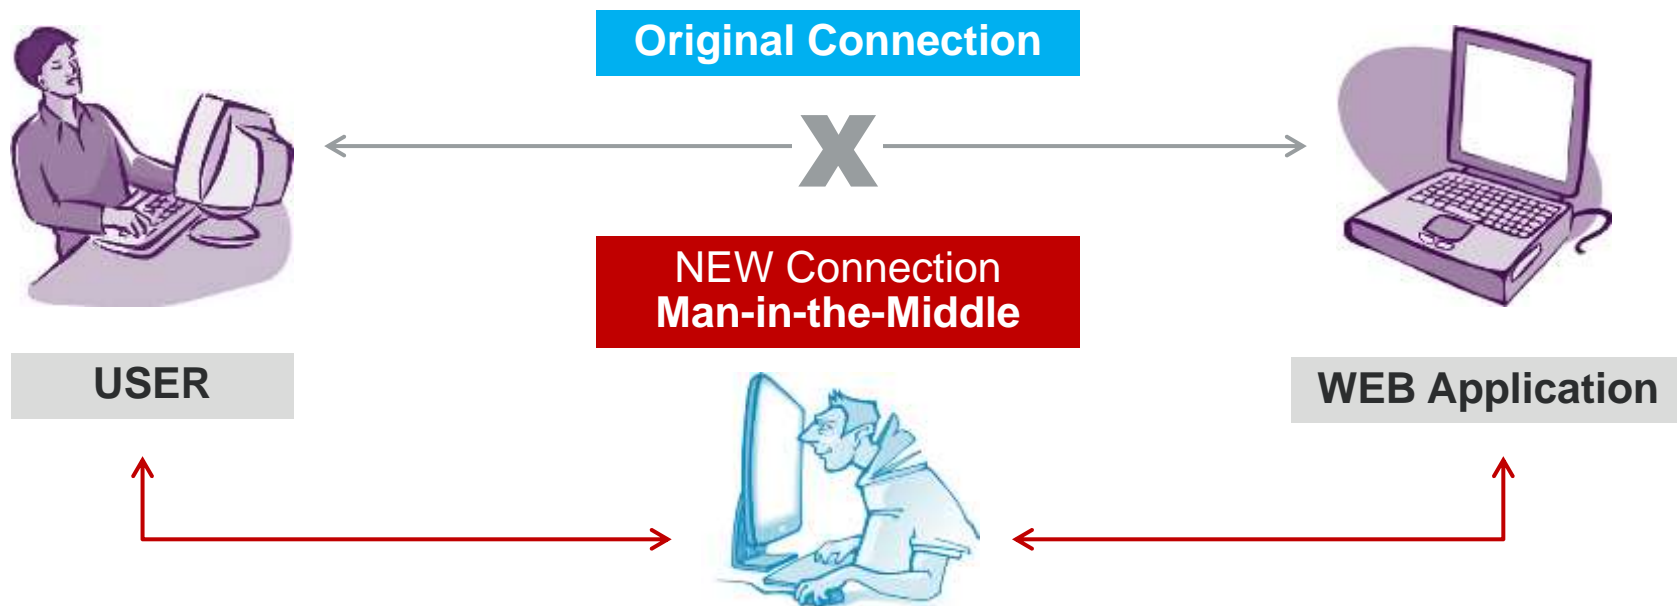 Original Connection
X
NEW Connection
Man-in-the-Middle
USER
WEB Application